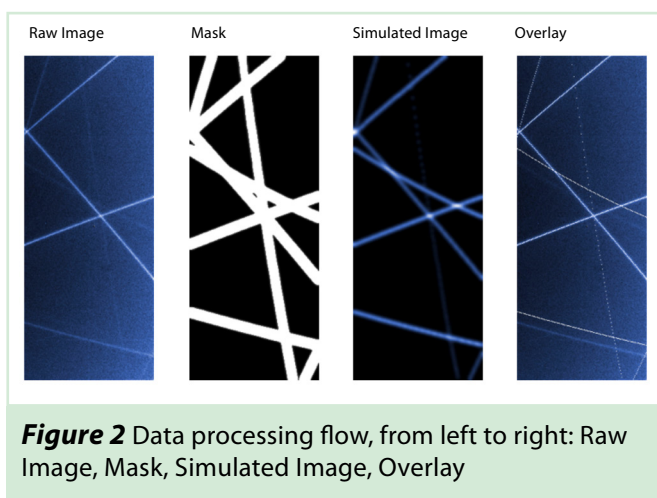 Raw Image Mask Simulated Image Overlay
Figure 2 Data processing flow, from left to right: Raw
Image, Mask, Simulated Image, Overlay